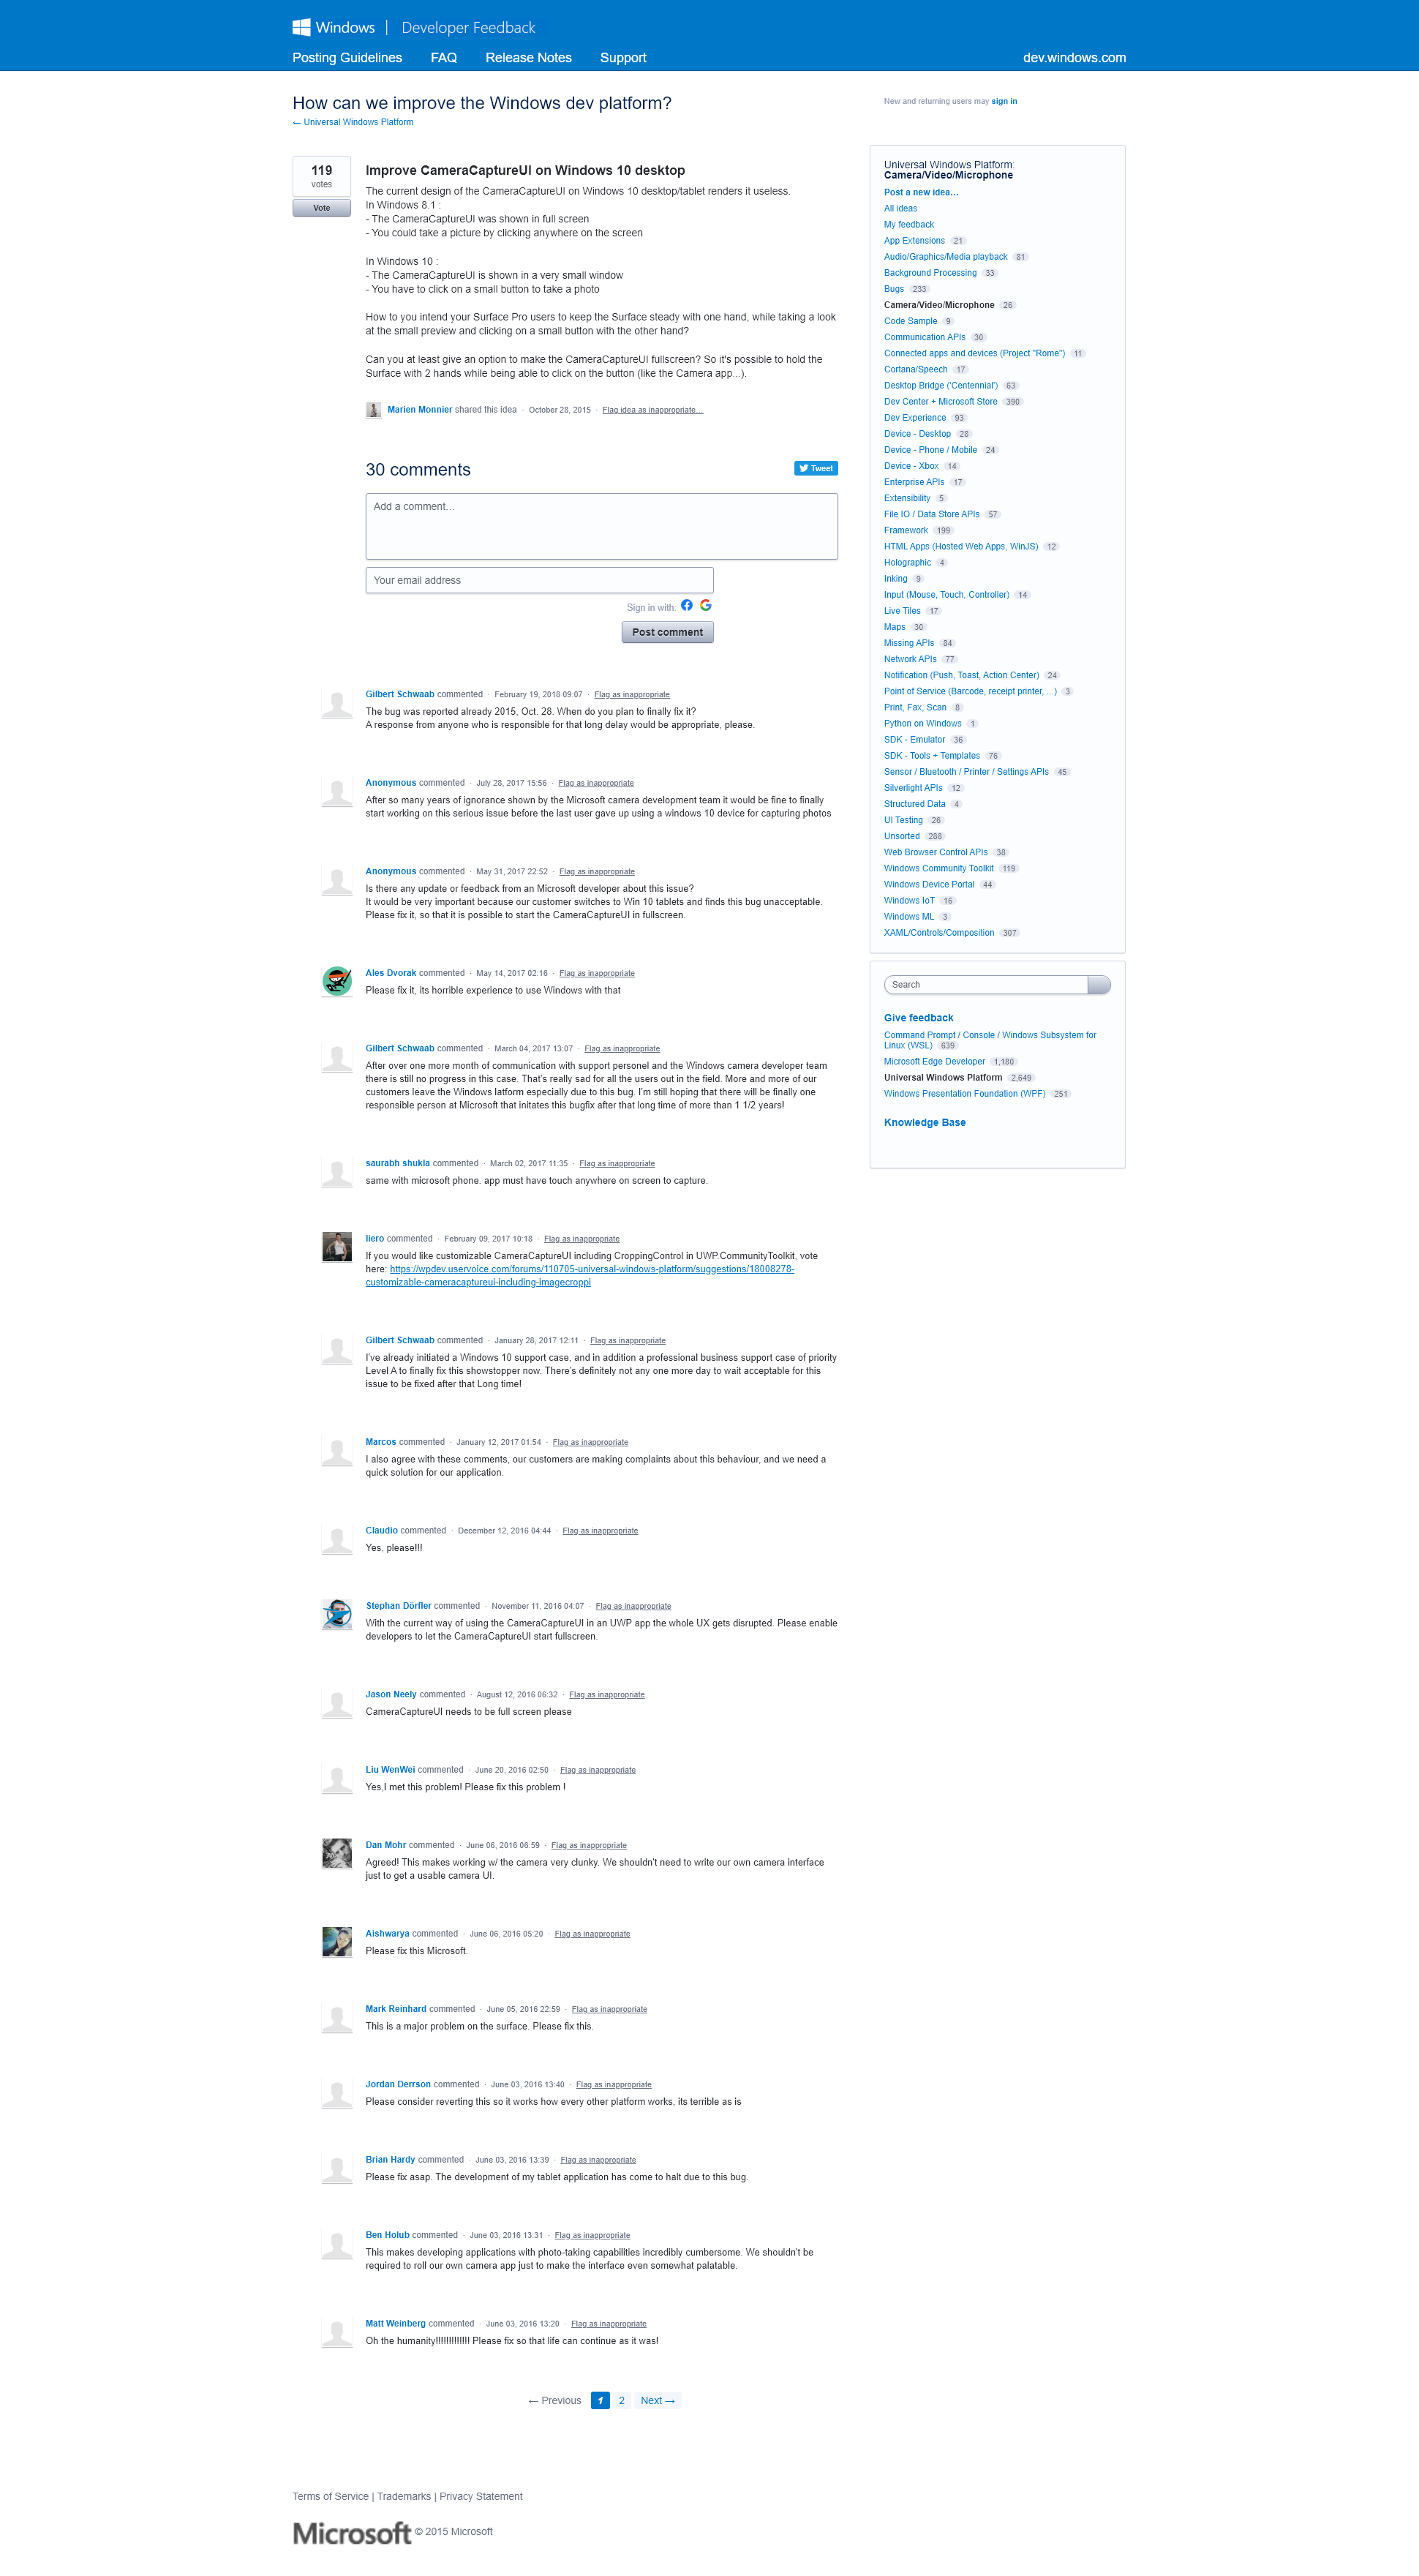 Windows | Developer Feedback
Posting Guidelines FAQ Release Notes Support dev.windows.com
How can we improve the Windows dev platform?
← Universal Windows Platform
New and returning users may sign in
119
votes
Vote
Improve CameraCaptureUI on Windows 10 desktop
The current design of the CameraCaptureUI on Windows 10 desktop/tablet renders it useless.
In Windows 8.1 :
- The CameraCaptureUI was shown in full screen
- You could take a picture by clicking anywhere on the screen
In Windows 10 :
- The CameraCaptureUI is shown in a very small window
- You have to click on a small button to take a photo
How to you intend your Surface Pro users to keep the Surface steady with one hand, while taking a look
at the small preview and clicking on a small button with the other hand?
Can you at least give an option to make the CameraCaptureUI fullscreen? So it's possible to hold the
Surface with 2 hands while being able to click on the button (like the Camera app...).
Marien Monnier shared this idea · October 28, 2015 · Flag idea as inappropriate…
30 comments
Tweet
Add a comment…
Your email address
Sign in with:
Post comment
Gilbert Schwaab commented · February 19, 2018 09:07 · Flag as inappropriate
The bug was reported already 2015, Oct. 28. When do you plan to finally fix it?
A response from anyone who is responsible for that long delay would be appropriate, please.
Anonymous commented · July 28, 2017 15:56 · Flag as inappropriate
After so many years of ignorance shown by the Microsoft camera development team it would be fine to finally
start working on this serious issue before the last user gave up using a windows 10 device for capturing photos
Anonymous commented · May 31, 2017 22:52 · Flag as inappropriate
Is there any update or feedback from an Microsoft developer about this issue?
It would be very important because our customer switches to Win 10 tablets and finds this bug unacceptable.
Please fix it, so that it is possible to start the CameraCaptureUI in fullscreen.
Ales Dvorak commented · May 14, 2017 02:16 · Flag as inappropriate
Please fix it, its horrible experience to use Windows with that
Gilbert Schwaab commented · March 04, 2017 13:07 · Flag as inappropriate
After over one more month of communication with support personel and the Windows camera developer team
there is still no progress in this case. That's really sad for all the users out in the field. More and more of our
customers leave the Windows latform especially due to this bug. I'm still hoping that there will be finally one
responsible person at Microsoft that initates this bugfix after that long time of more than 1 1/2 years!
saurabh shukla commented · March 02, 2017 11:35 · Flag as inappropriate
same with microsoft phone. app must have touch anywhere on screen to capture.
liero commented · February 09, 2017 10:18 · Flag as inappropriate
If you would like customizable CameraCaptureUI including CroppingControl in UWP.CommunityToolkit, vote
here: https://wpdev.uservoice.com/forums/110705-universal-windows-platform/suggestions/18008278-
customizable-cameracaptureui-including-imagecroppi
Gilbert Schwaab commented · January 28, 2017 12:11 · Flag as inappropriate
I've already initiated a Windows 10 support case, and in addition a professional business support case of priority
Level A to finally fix this showstopper now. There's definitely not any one more day to wait acceptable for this
issue to be fixed after that Long time!
Marcos commented · January 12, 2017 01:54 · Flag as inappropriate
I also agree with these comments, our customers are making complaints about this behaviour, and we need a
quick solution for our application.
Claudio commented · December 12, 2016 04:44 · Flag as inappropriate
Yes, please!!!
Stephan Dörfler commented · November 11, 2016 04:07 · Flag as inappropriate
With the current way of using the CameraCaptureUI in an UWP app the whole UX gets disrupted. Please enable
developers to let the CameraCaptureUI start fullscreen.
Jason Neely commented · August 12, 2016 06:32 · Flag as inappropriate
CameraCaptureUI needs to be full screen please
Liu WenWei commented · June 20, 2016 02:50 · Flag as inappropriate
Yes,I met this problem! Please fix this problem !
Dan Mohr commented · June 06, 2016 06:59 · Flag as inappropriate
Agreed! This makes working w/ the camera very clunky. We shouldn't need to write our own camera interface
just to get a usable camera UI.
Aishwarya commented · June 06, 2016 05:20 · Flag as inappropriate
Please fix this Microsoft.
Mark Reinhard commented · June 05, 2016 22:59 · Flag as inappropriate
This is a major problem on the surface. Please fix this.
Jordan Derrson commented · June 03, 2016 13:40 · Flag as inappropriate
Please consider reverting this so it works how every other platform works, its terrible as is
Brian Hardy commented · June 03, 2016 13:39 · Flag as inappropriate
Please fix asap. The development of my tablet application has come to halt due to this bug.
Ben Holub commented · June 03, 2016 13:31 · Flag as inappropriate
This makes developing applications with photo-taking capabilities incredibly cumbersome. We shouldn't be
required to roll our own camera app just to make the interface even somewhat palatable.
Matt Weinberg commented · June 03, 2016 13:20 · Flag as inappropriate
Oh the humanity!!!!!!!!!!!!! Please fix so that life can continue as it was!
← Previous 1 2 Next →
Universal Windows Platform:
Camera/Video/Microphone
Post a new idea…
All ideas
My feedback
App Extensions 21
Audio/Graphics/Media playback 81
Background Processing 33
Bugs 233
Camera/Video/Microphone 26
Code Sample 9
Communication APIs 30
Connected apps and devices (Project "Rome") 11
Cortana/Speech 17
Desktop Bridge ('Centennial') 63
Dev Center + Microsoft Store 390
Dev Experience 93
Device - Desktop 28
Device - Phone / Mobile 24
Device - Xbox 14
Enterprise APIs 17
Extensibility 5
File IO / Data Store APIs 57
Framework 199
HTML Apps (Hosted Web Apps, WinJS) 12
Holographic 4
Inking 9
Input (Mouse, Touch, Controller) 14
Live Tiles 17
Maps 30
Missing APIs 84
Network APIs 77
Notification (Push, Toast, Action Center) 24
Point of Service (Barcode, receipt printer, ...) 3
Print, Fax, Scan 8
Python on Windows 1
SDK - Emulator 36
SDK - Tools + Templates 76
Sensor / Bluetooth / Printer / Settings APIs 45
Silverlight APIs 12
Structured Data 4
UI Testing 26
Unsorted 288
Web Browser Control APIs 38
Windows Community Toolkit 119
Windows Device Portal 44
Windows IoT 16
Windows ML 3
XAML/Controls/Composition 307
Search
Give feedback
Command Prompt / Console / Windows Subsystem for
Linux (WSL) 639
Microsoft Edge Developer 1,180
Universal Windows Platform 2,649
Windows Presentation Foundation (WPF) 251
Knowledge Base
Terms of Service | Trademarks | Privacy Statement
Microsoft © 2015 Microsoft